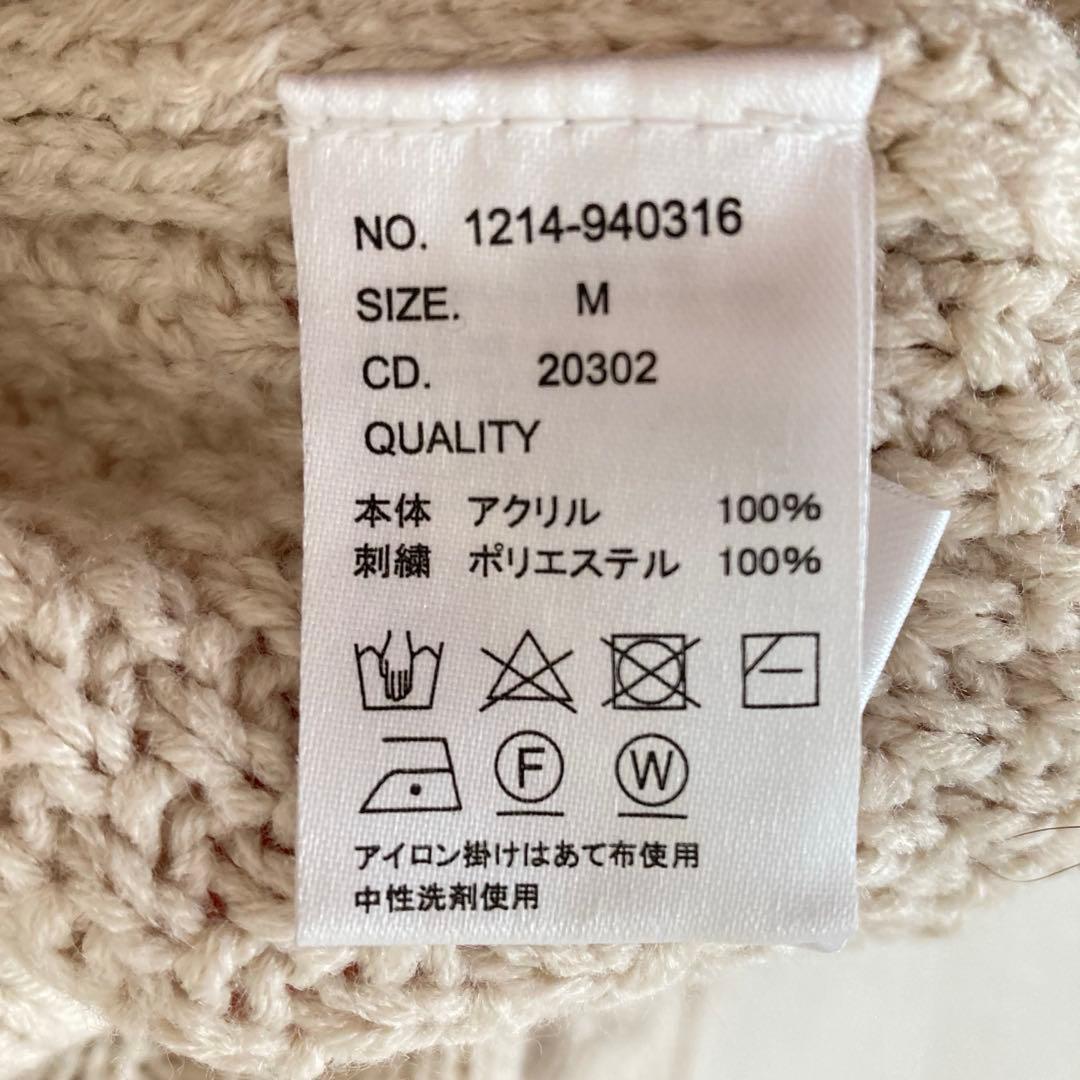 NO. 1214-940316
SIZE. M
CD. 20302
QUALITY
本体 アクリル 100%
刺繍 ポリエステル 100%
F W
アイロン掛けはあて布使用
中性洗剤使用